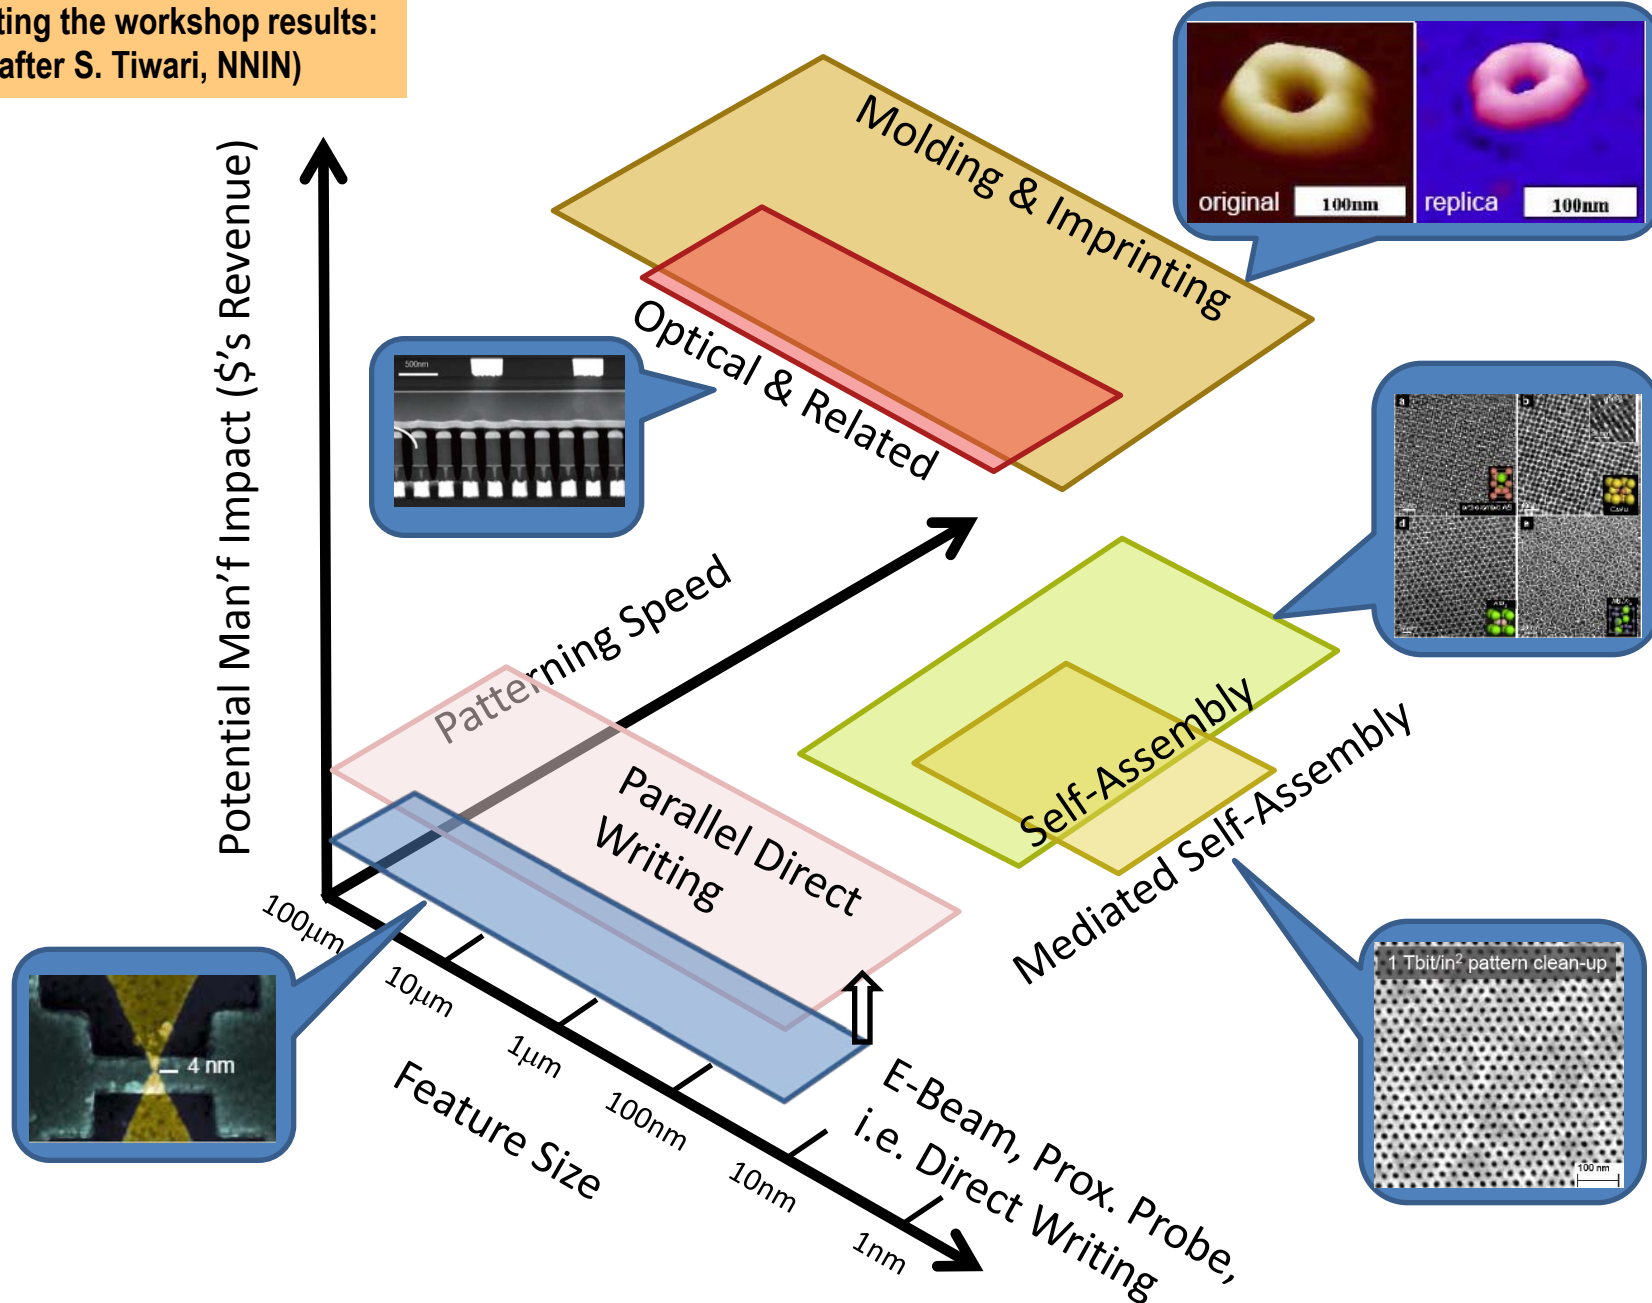 ting the workshop results:
after S. Tiwari, NNIN)
Potential Man'f Impact ($'s Revenue)
Molding & Imprinting
original
100nm
replica
100nm
Optical & Related
500nm
Patterning Speed
a
b
d
e
Parallel Direct
Writing
Self-Assembly
Mediated Self-Assembly
1 Tbit/in² pattern clean-up
100 nm
4 nm
100μm
10μm
1μm
100nm
10nm
1nm
Feature Size
E-Beam, Prox. Probe,
i.e. Direct Writing